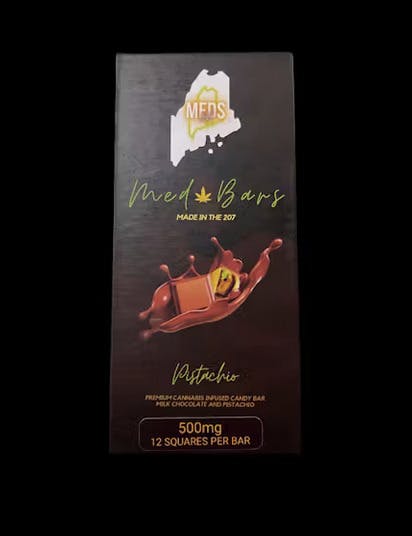 MEDS
Med Bars
MADE IN THE 207
Pistachio
PREMIUM CANNABIS INFUSED CANDY BAR
MILK CHOCOLATE AND PISTACHIO
500mg
12 SQUARES PER BAR